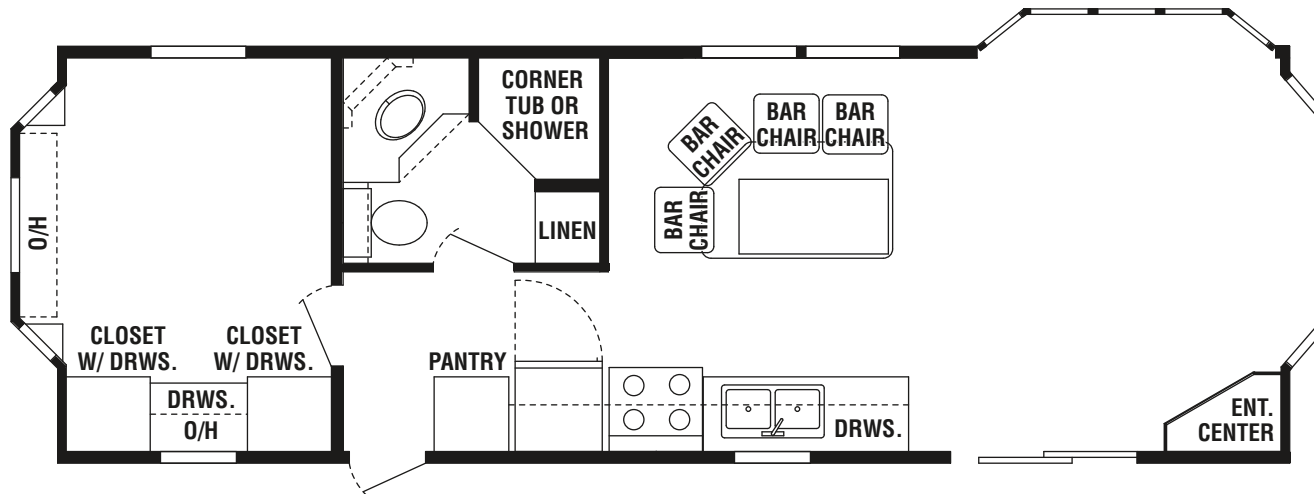 CORNER
TUB OR
SHOWER
BAR
CHAIR
BAR
CHAIR
BAR
CHAIR
BAR
CHAIR
O/H
LINEN
CLOSET
W/ DRWS.
CLOSET
W/ DRWS.
PANTRY
DRWS.
O/H
DRWS.
ENT.
CENTER